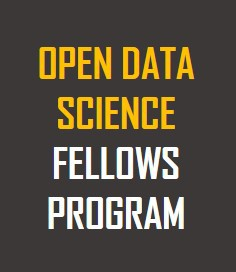 OPEN DATA
SCIENCE
FELLOWS
PROGRAM